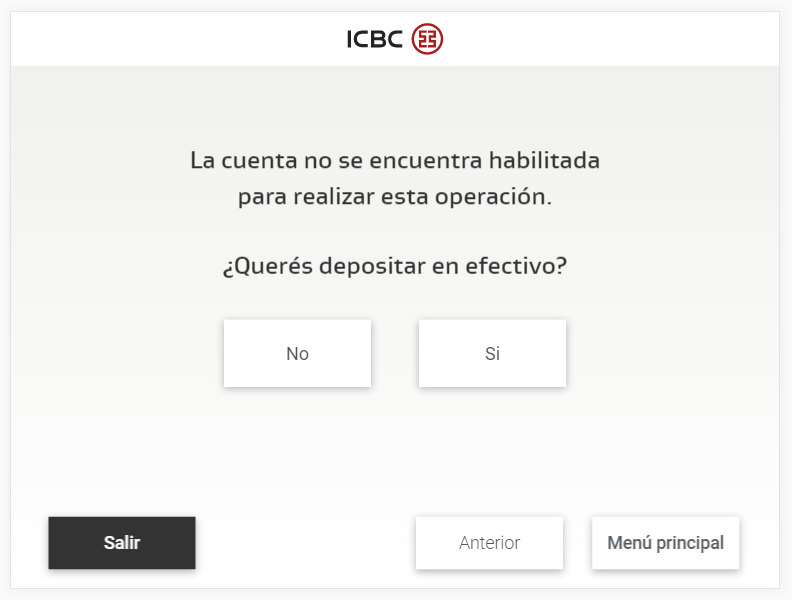 ICBC
La cuenta no se encuentra habilitada
para realizar esta operación.
¿Querés depositar en efectivo?
No
Si
Salir
Anterior
Menú principal